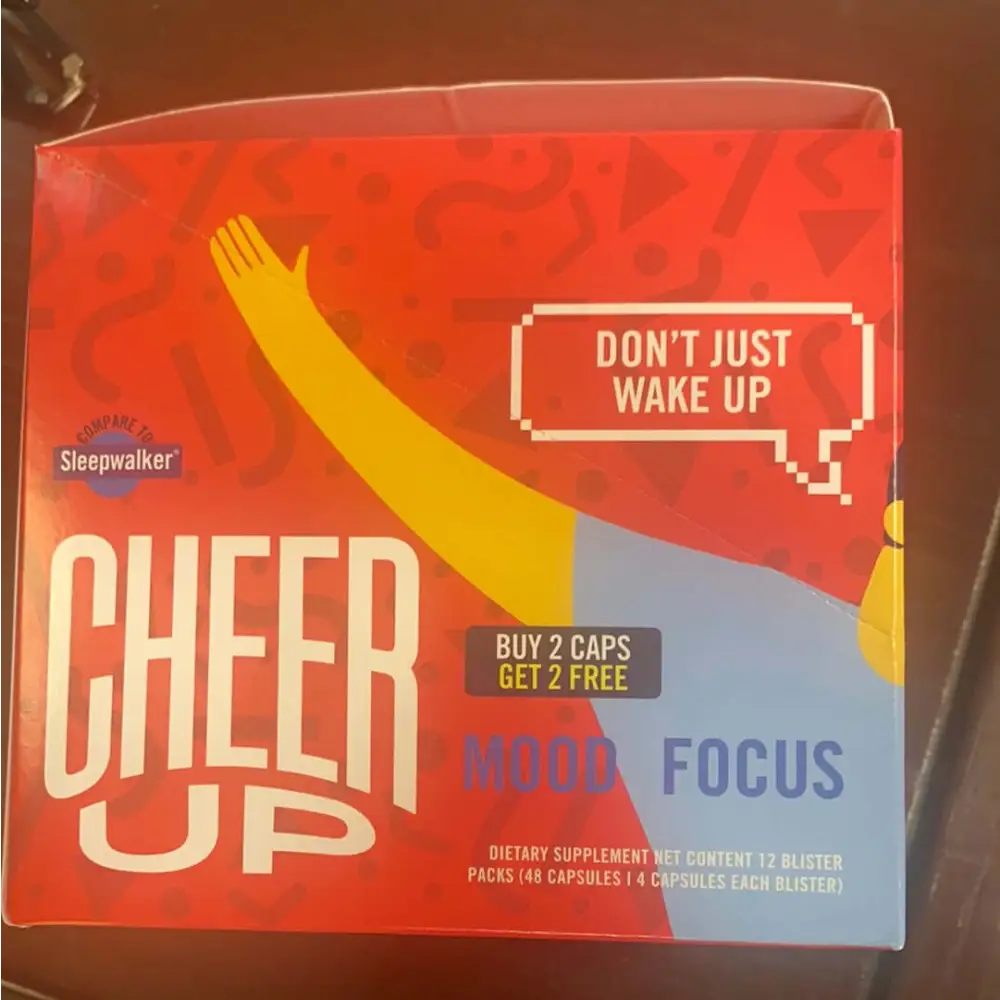 DON'T JUST
WAKE UP
COMPARE TO
Sleepwalker®
CHEER
UP
BUY 2 CAPS
GET 2 FREE
MOOD FOCUS
DIETARY SUPPLEMENT NET CONTENT 12 BLISTER
PACKS (48 CAPSULES I 4 CAPSULES EACH BLISTER)